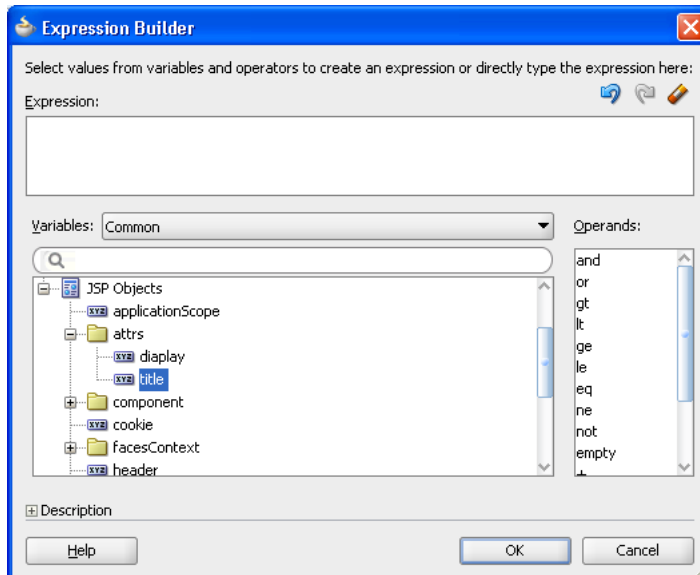 Expression Builder
Select values from variables and operators to create an expression or directly type the expression here:
Expression:
Variables: Common
Operands:
JSP Objects
applicationScope
attrs
diaplay
title
component
cookie
facesContext
header
and
or
gt
lt
ge
le
eq
ne
not
empty
+
Description
Help
OK
Cancel